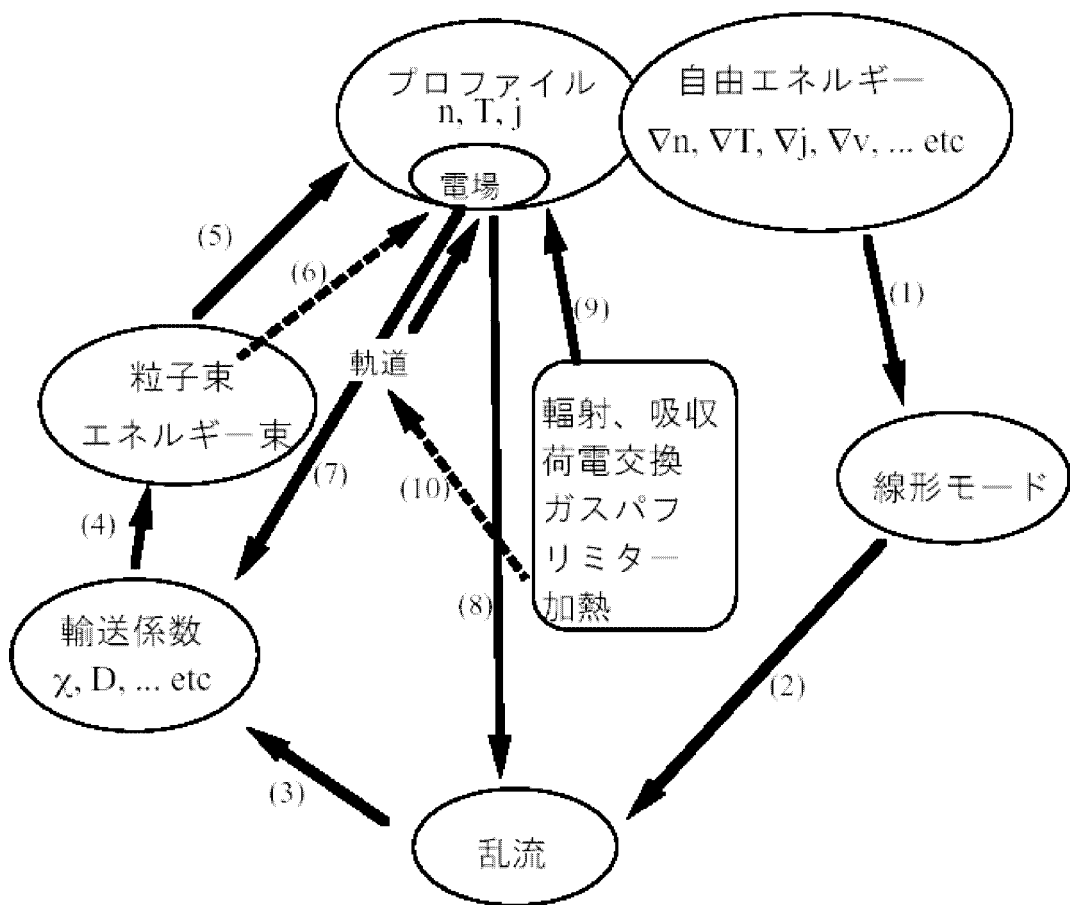 プロファイル
n, T, j
電場
自由エネルギー
∇n, ∇T, ∇j, ∇v, ... etc
(5)
(6)
(1)
(9)
粒子束
エネルギー束
軌道
輻射、吸収
荷電交換
ガスパフ
リミター
加熱
線形モード
(7)
(10)
(4)
(8)
輸送係数
χ, D, ... etc
(2)
(3)
乱流